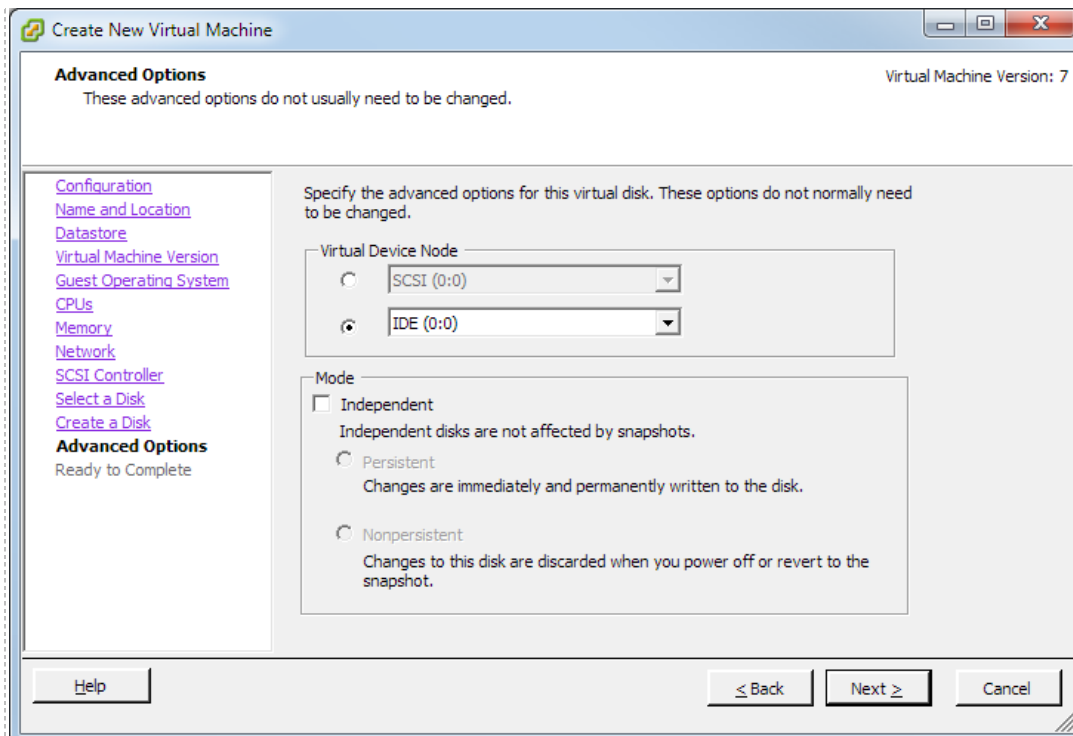 Create New Virtual Machine
Advanced Options
Virtual Machine Version: 7
These advanced options do not usually need to be changed.
Configuration
Name and Location
Datastore
Virtual Machine Version
Guest Operating System
CPUs
Memory
Network
SCSI Controller
Select a Disk
Create a Disk
Advanced Options
Ready to Complete
Specify the advanced options for this virtual disk. These options do not normally need
to be changed.
Virtual Device Node
SCSI (0:0)
IDE (0:0)
Mode
Independent
Independent disks are not affected by snapshots.
Persistent
Changes are immediately and permanently written to the disk.
Nonpersistent
Changes to this disk are discarded when you power off or revert to the
snapshot.
Help
< Back
Next >
Cancel